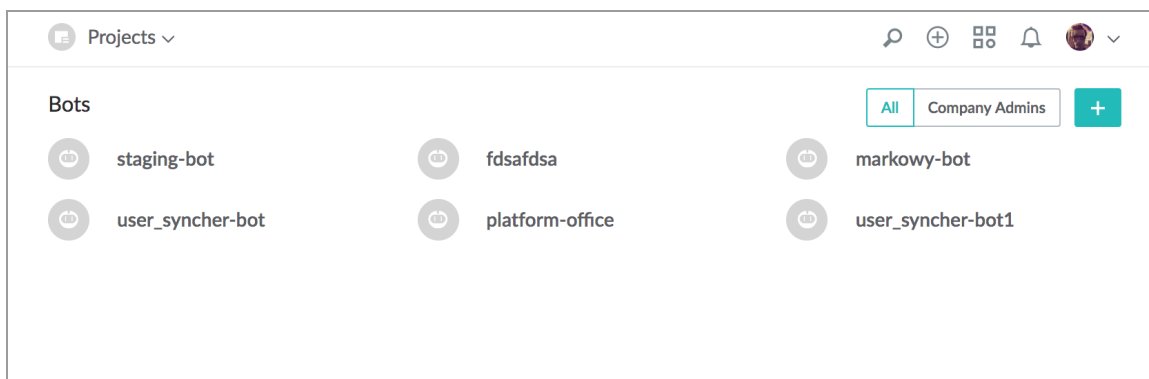 Projects
Bots
All Company Admins +
staging-bot fdsafdsa markowy-bot
user_syncher-bot platform-office user_syncher-bot1